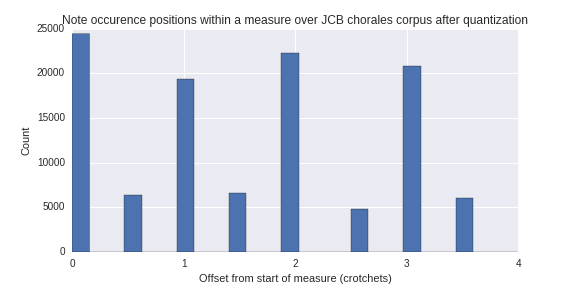 Note occurence positions within a measure over JCB chorales corpus after quantization
25000
20000
15000
10000
5000
0
Count
0 1 2 3 4
Offset from start of measure (crotchets)